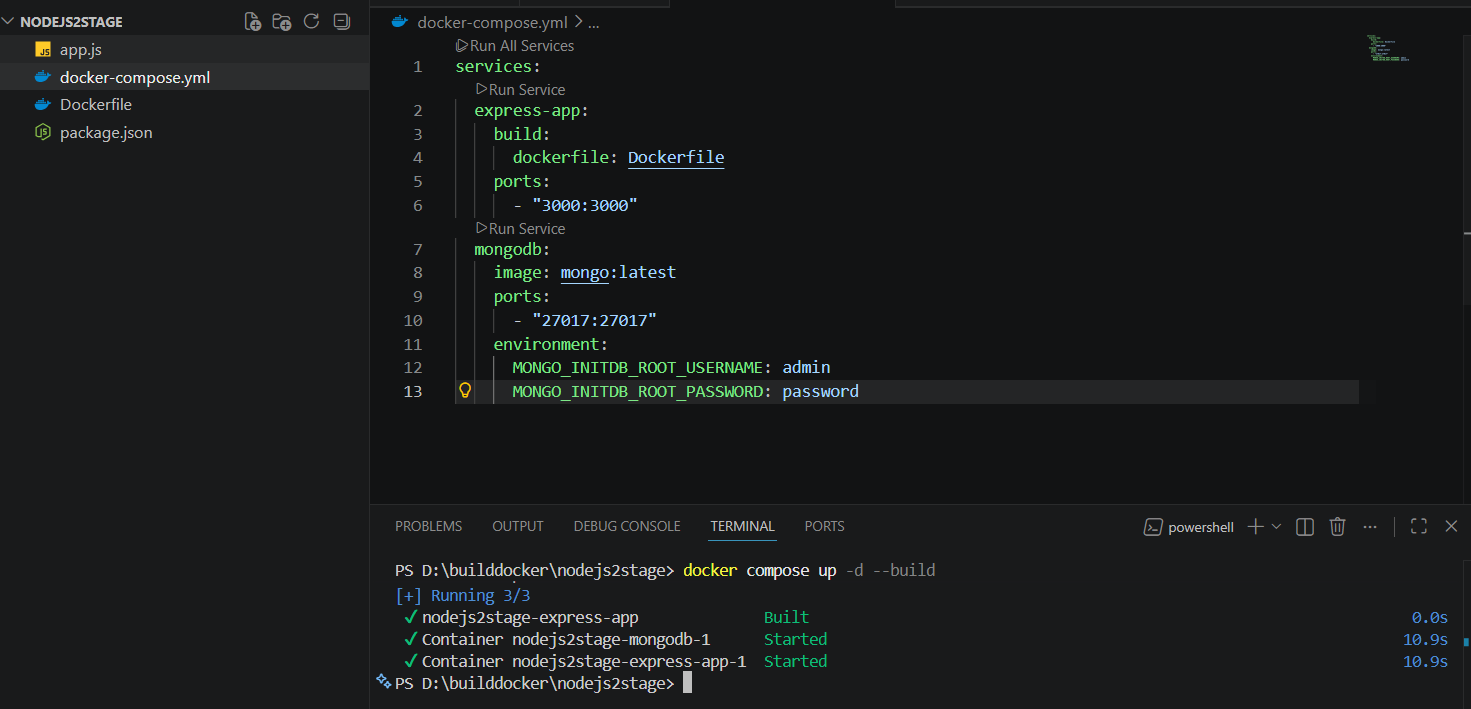 NODEJS2STAGE
app.js
docker-compose.yml
Dockerfile
package.json
docker-compose.yml > ...
Run All Services
1 services:
Run Service
2 express-app:
3 build:
4 dockerfile: Dockerfile
5 ports:
6 - "3000:3000"
Run Service
7 mongodb:
8 image: mongo:latest
9 ports:
10 - "27017:27017"
11 environment:
12 MONGO_INITDB_ROOT_USERNAME: admin
13 MONGO_INITDB_ROOT_PASSWORD: password
PROBLEMS OUTPUT DEBUG CONSOLE TERMINAL PORTS powershell
PS D:\builddocker\nodejs2stage> docker compose up -d --build
[+] Running 3/3
✓ nodejs2stage-express-app Built 0.0s
✓ Container nodejs2stage-mongodb-1 Started 10.9s
✓ Container nodejs2stage-express-app-1 Started 10.9s
PS D:\builddocker\nodejs2stage>